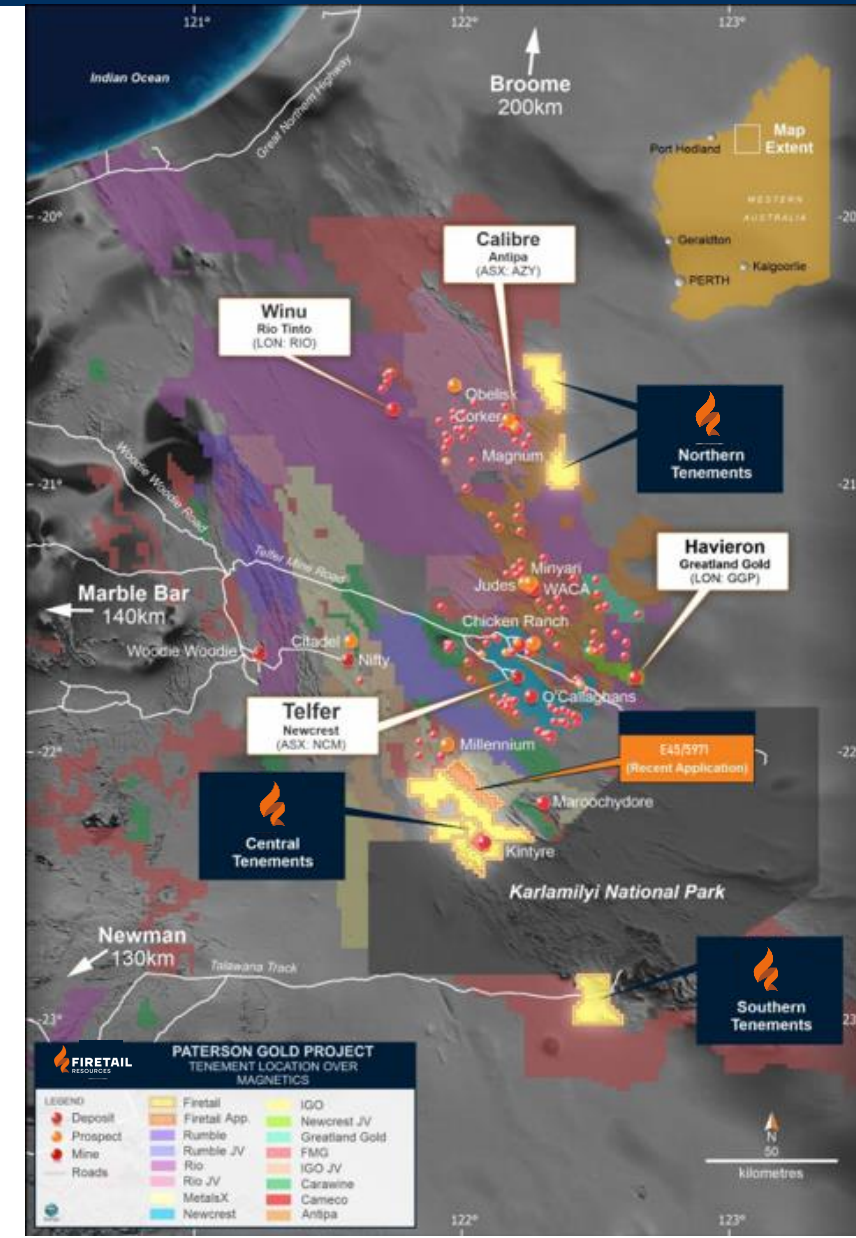 121°
122°
123°
Indian Ocean
Great Northern Highway
Broome
200km
Map
Extent
Port Hedland
WESTERN
AUSTRALIA
Geraldton
Kalgoorlie
PERTH
-20°
-20
Calibre
Antipa
(ASX: AZY)
Winu
Rio Tinto
(LON: RIO)
Obelisk
Corker
Magnum
Northern
Tenements
-21°
-21
Woodie Woodie Road
Telfer Mine Road
Havieron
Greatland Gold
(LON: GGP)
Minyari
Judes
WACA
Marble Bar
140km
Chicken Ranch
Citadel
Woodie Woodie
Nifty
O'Callaghans
Telfer
Newcrest
(ASX: NCM)
Millennium
E45/5971
(Recent Application)
-22°
-22
Maroochydore
Central
Tenements
Kintyre
Karlamilyi National Park
Newman
130km
Talawana Track
Southern
Tenements
-23°
-23
FIRETAIL
RESOURCES
PATERSON GOLD PROJECT
TENEMENT LOCATION OVER
MAGNETICS
LEGEND
Deposit
Prospect
Mine
Roads
Firetail
Firetail App.
Rumble
Rumble JV
Rio
Rio JV
MetalsX
Newcrest
IGO
Newcrest JV
Greatland Gold
FMG
IGO JV
Carawine
Cameco
Antipa
N
50
kilometres
122°
123°